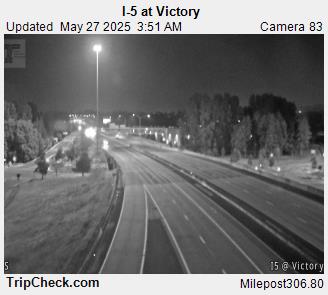 I-5 at Victory
Updated  May 27 2025  3:51 AM
Camera 83
S
I5 @ Victory
TripCheck.com
Milepost306.80